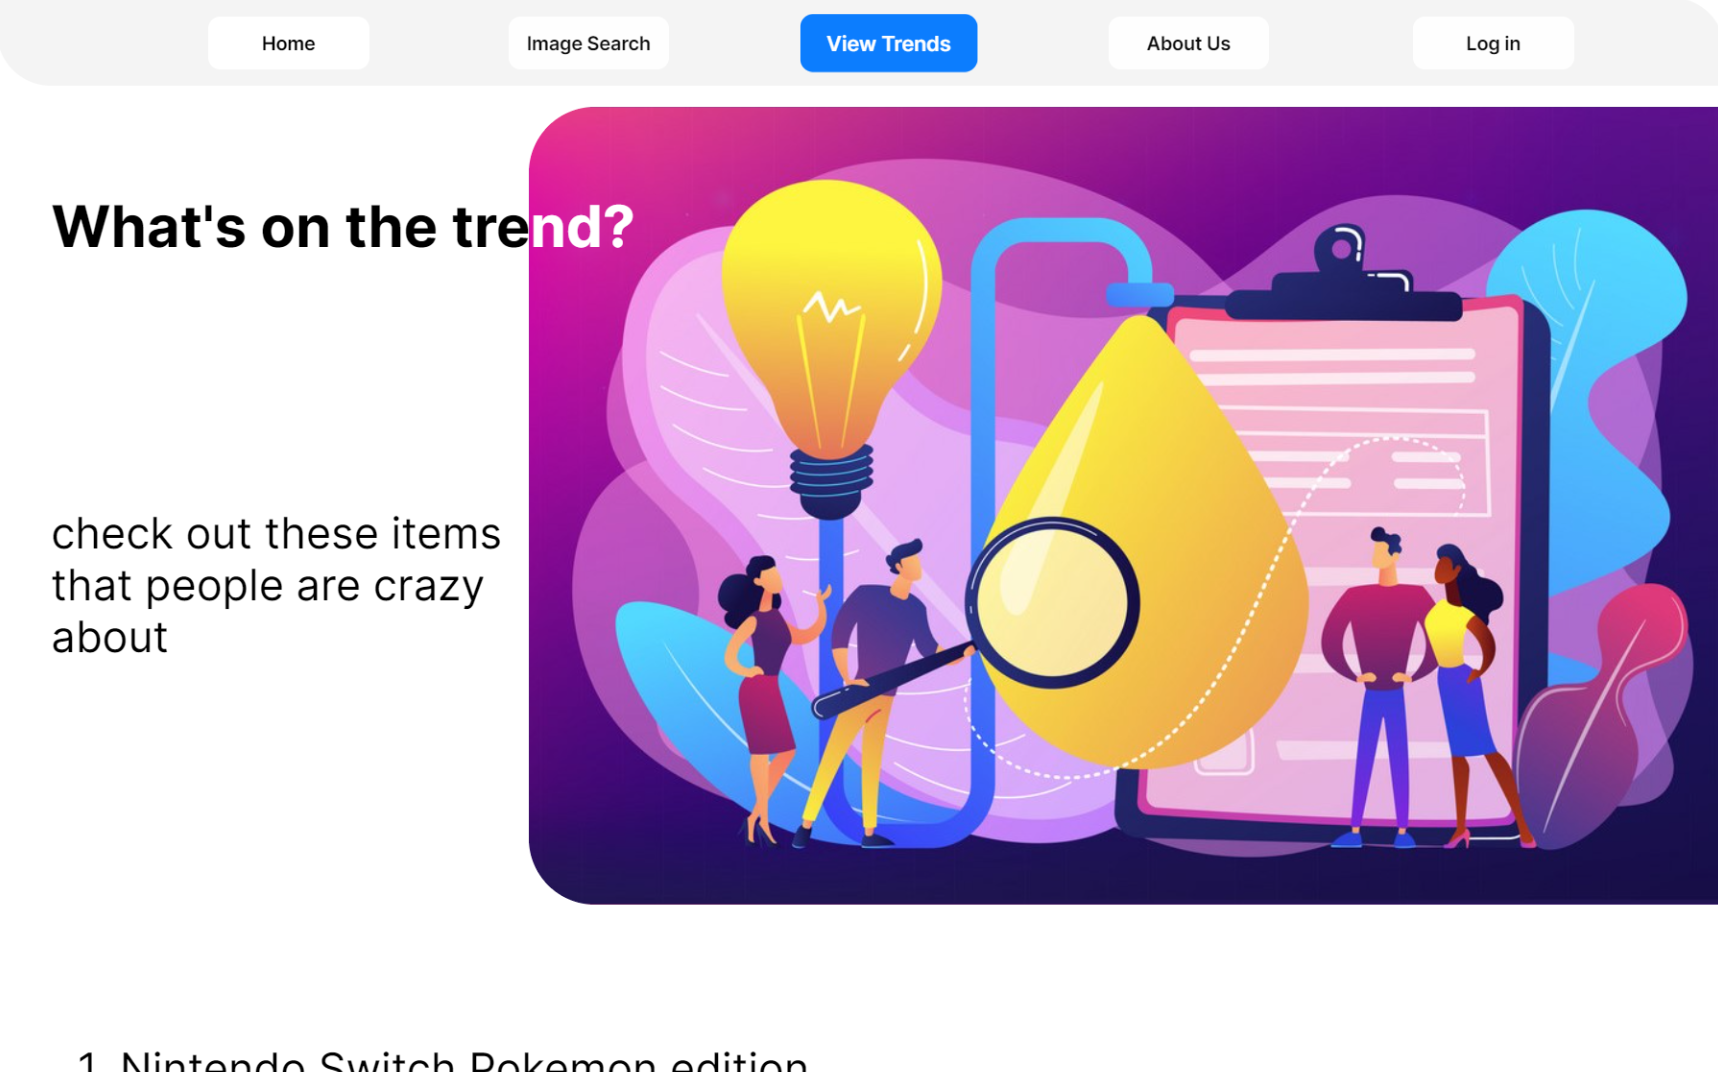 Home
Image Search
View Trends
About Us
Log in
What's on the trend?
check out these items
that people are crazy
about
1. Nintendo Switch Pokemon edition